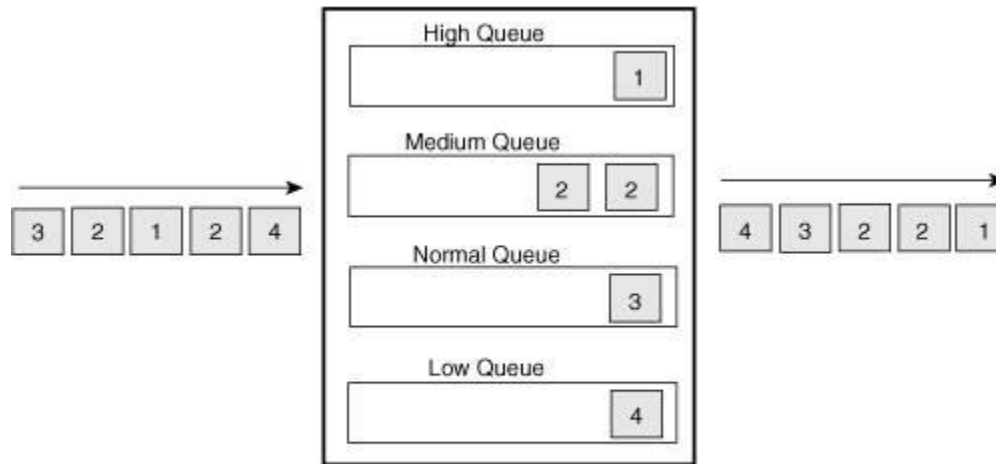 High Queue
1
Medium Queue
2 2
3 2 1 2 4
4 3 2 2 1
Normal Queue
3
Low Queue
4